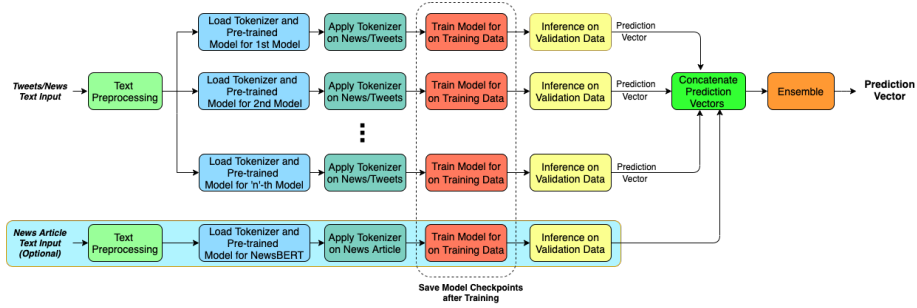 Load Tokenizer and
Pre-trained
Model for 1st Model
Apply Tokenizer
on News/Tweets
Train Model for
on Training Data
Inference on
Validation Data
Prediction
Vector
Tweets/News
Text Input
Text
Preprocessing
Load Tokenizer and
Pre-trained
Model for 2nd Model
Apply Tokenizer
on News/Tweets
Train Model for
on Training Data
Inference on
Validation Data
Prediction
Vector
Concatenate
Prediction
Vectors
Ensemble
Prediction
Vector
Load Tokenizer and
Pre-trained
Model for 'n'-th Model
Apply Tokenizer
on News/Tweets
Train Model for
on Training Data
Inference on
Validation Data
Prediction
Vector
News Article
Text Input
(Optional)
Text
Preprocessing
Load Tokenizer and
Pre-trained
Model for NewsBERT
Apply Tokenizer
on News Article
Train Model for
on Training Data
Inference on
Validation Data
Save Model Checkpoints
after Training